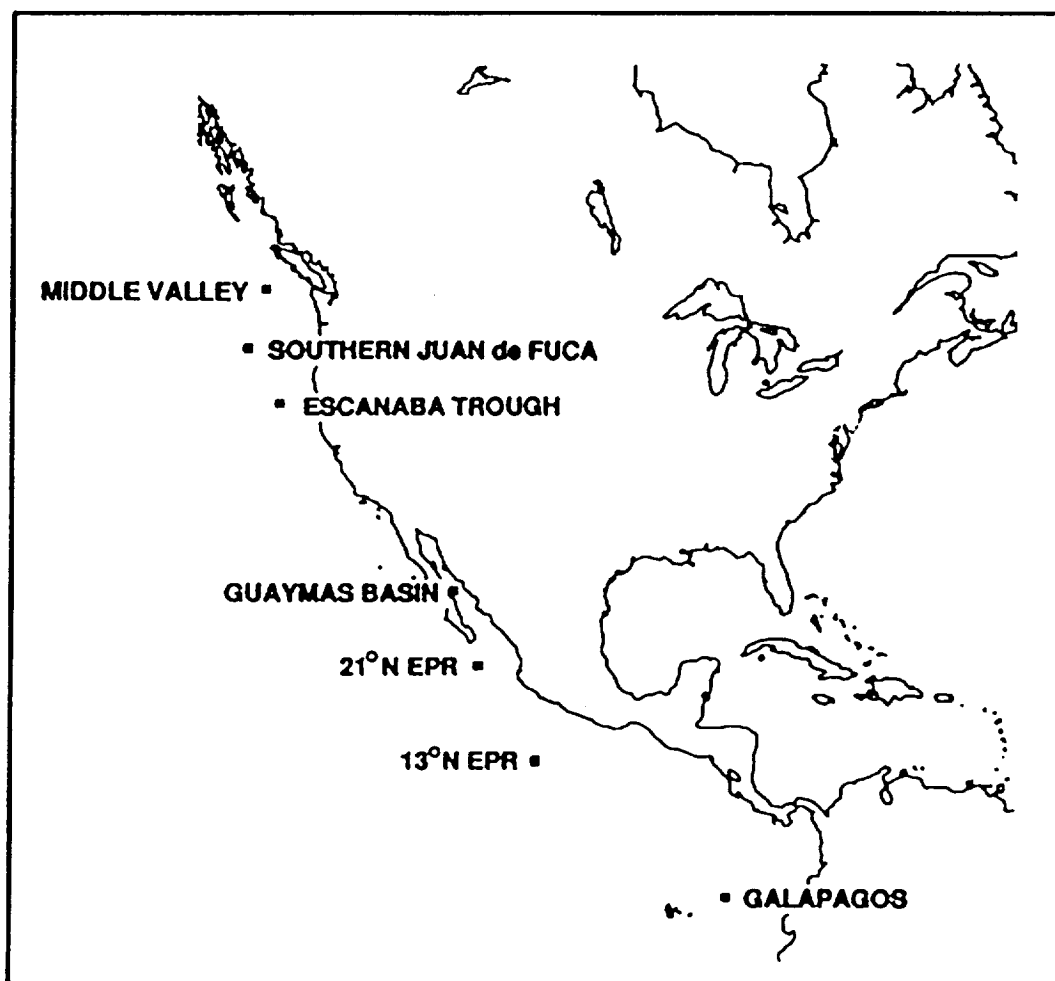 MIDDLE VALLEY
SOUTHERN JUAN de FUCA
ESCANABA TROUGH
GUAYMAS BASIN
21°N EPR
13°N EPR
GALAPAGOS